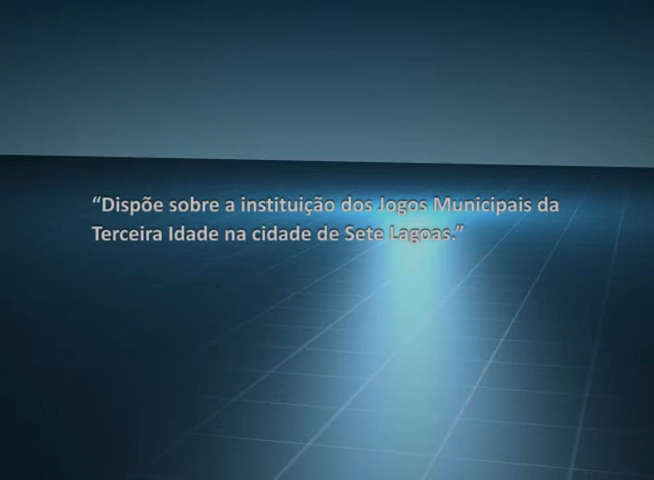 “Dispõe sobre a instituição dos Jogos Municipais da
Terceira Idade na cidade de Sete Lagoas.”